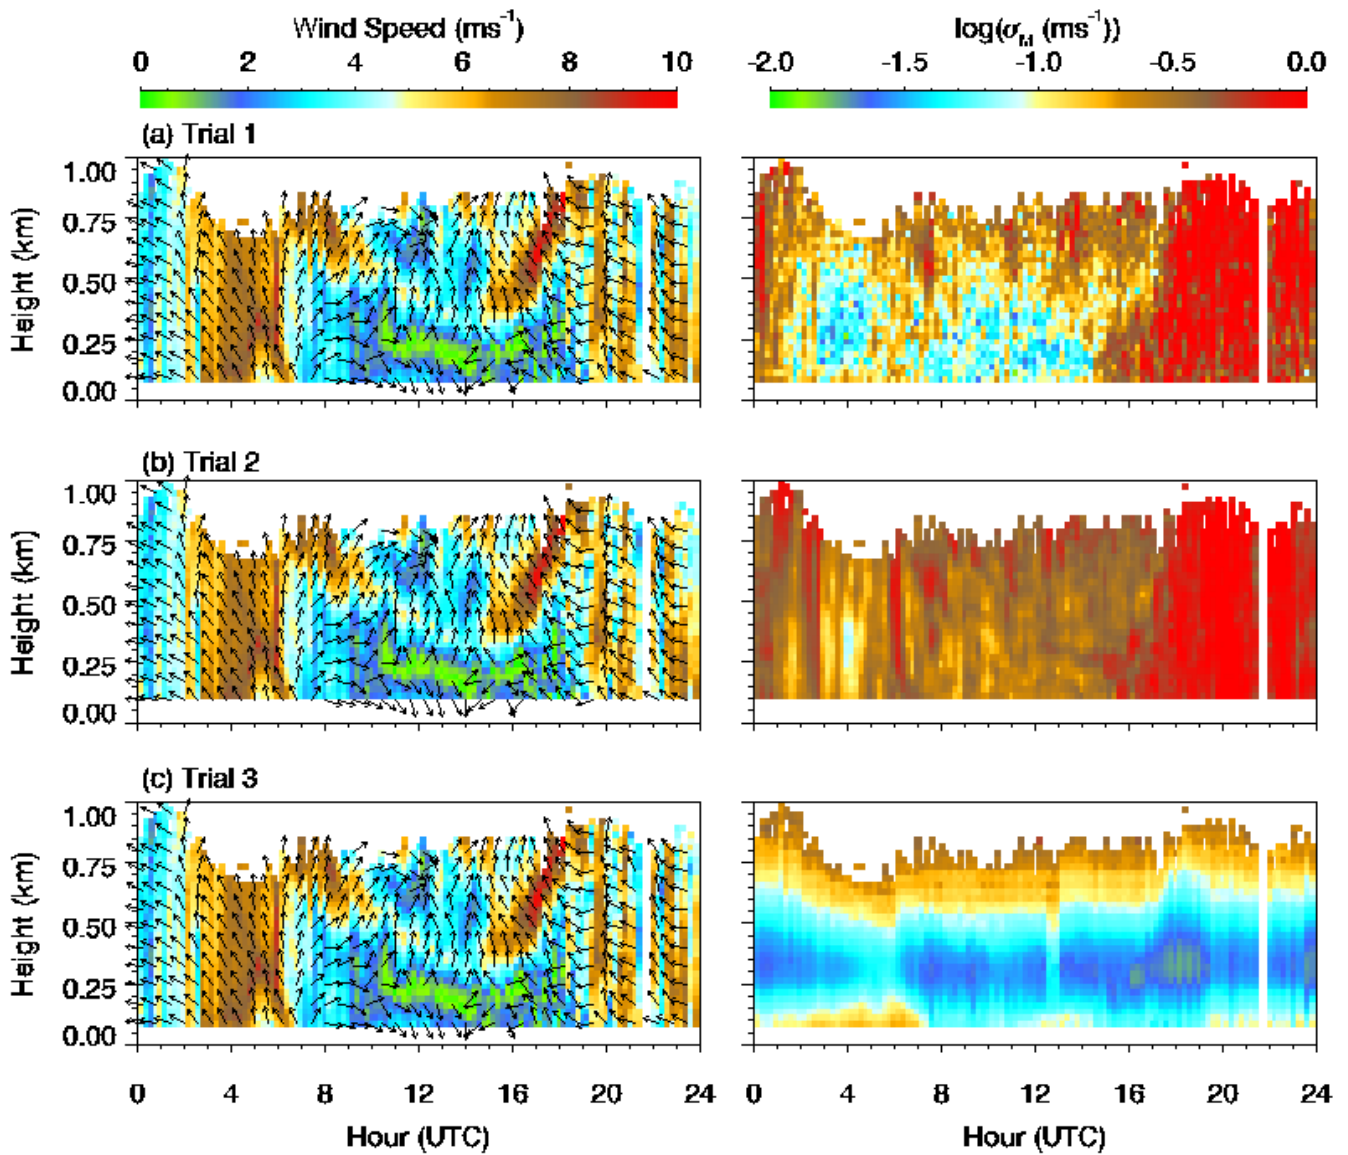 Wind Speed (ms⁻¹)
log(σ_M (ms⁻¹))
0 2 4 6 8 10
-2.0 -1.5 -1.0 -0.5 0.0
(a) Trial 1
1.00
0.75
0.50
0.25
0.00
Height (km)
(b) Trial 2
1.00
0.75
0.50
0.25
0.00
Height (km)
(c) Trial 3
1.00
0.75
0.50
0.25
0.00
Height (km)
0 4 8 12 16 20 24
0 4 8 12 16 20 24
Hour (UTC)
Hour (UTC)